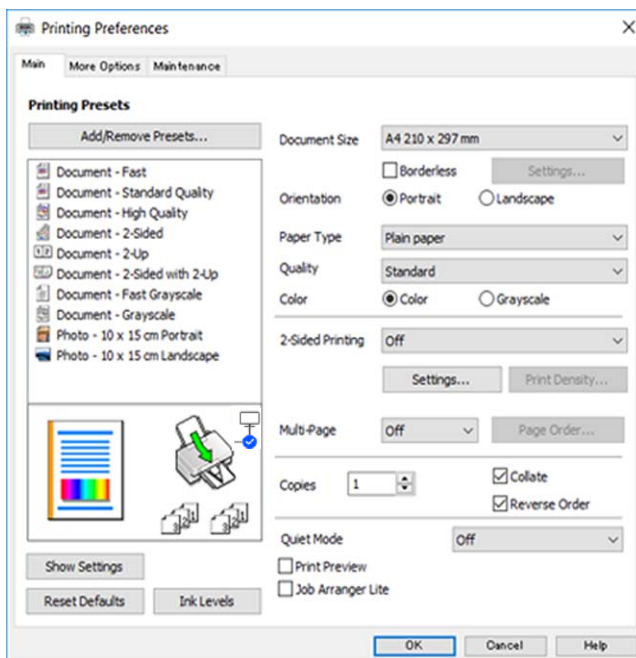 Printing Preferences
Main
More Options
Maintenance
Printing Presets
Add/Remove Presets...
Document - Fast
Document - Standard Quality
Document - High Quality
Document - 2-Sided
Document - 2-Up
Document - 2-Sided with 2-Up
Document - Fast Grayscale
Document - Grayscale
Photo - 10 x 15 cm Portrait
Photo - 10 x 15 cm Landscape
Show Settings
Reset Defaults
Ink Levels
Document Size
A4 210 x 297 mm
Borderless
Settings...
Orientation
Portrait
Landscape
Paper Type
Plain paper
Quality
Standard
Color
Color
Grayscale
2-Sided Printing
Off
Settings...
Print Density...
Multi-Page
Off
Page Order...
Copies
1
Collate
Reverse Order
Quiet Mode
Off
Print Preview
Job Arranger Lite
OK
Cancel
Help